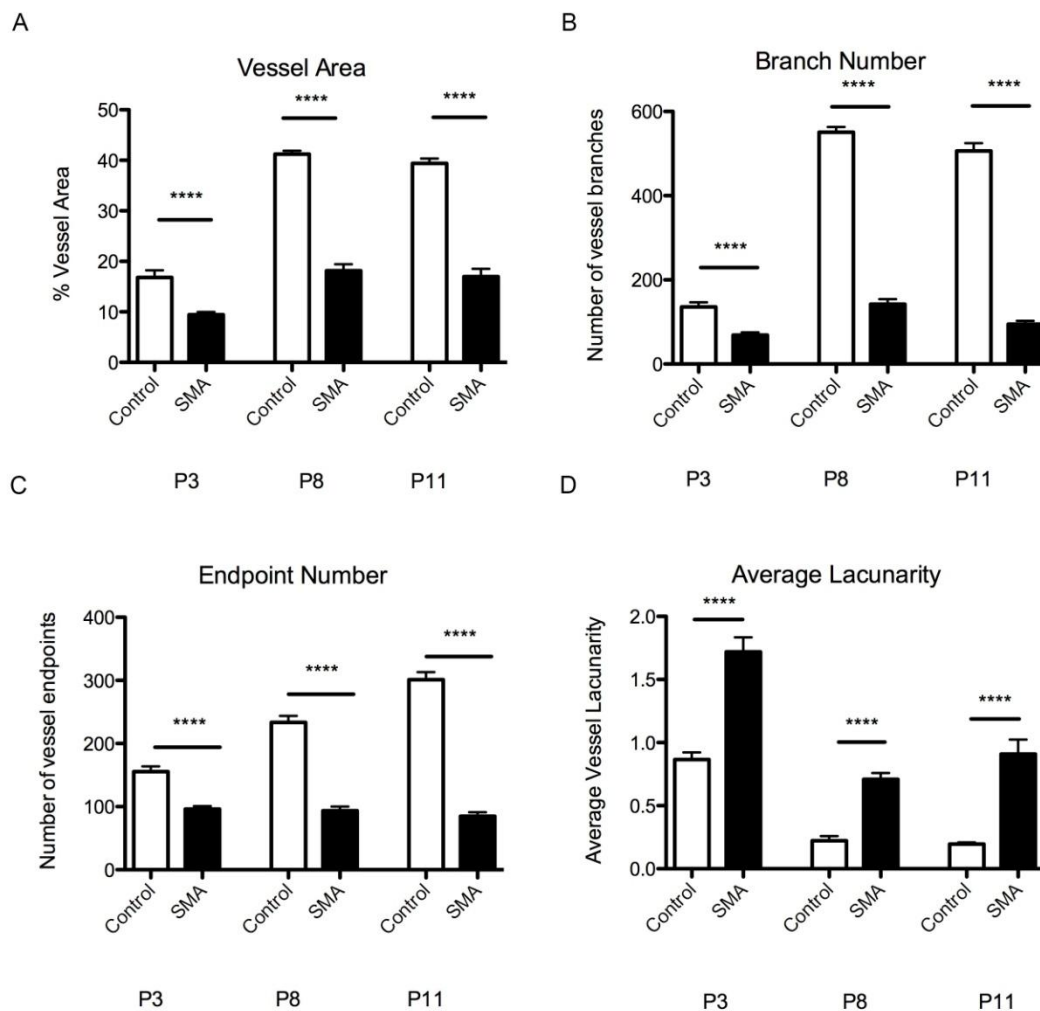 A
Vessel Area
% Vessel Area
50
40
30
20
10
0
****
****
****
Control
SMA
Control
SMA
Control
SMA
P3
P8
P11
B
Branch Number
Number of vessel branches
600
400
200
0
****
****
****
Control
SMA
Control
SMA
Control
SMA
P3
P8
P11
C
Endpoint Number
Number of vessel endpoints
400
300
200
100
0
****
****
****
Control
SMA
Control
SMA
Control
SMA
P3
P8
P11
D
Average Lacunarity
Average Vessel Lacunarity
2.0
1.5
1.0
0.5
0.0
****
****
****
Control
SMA
Control
SMA
Control
SMA
P3
P8
P11